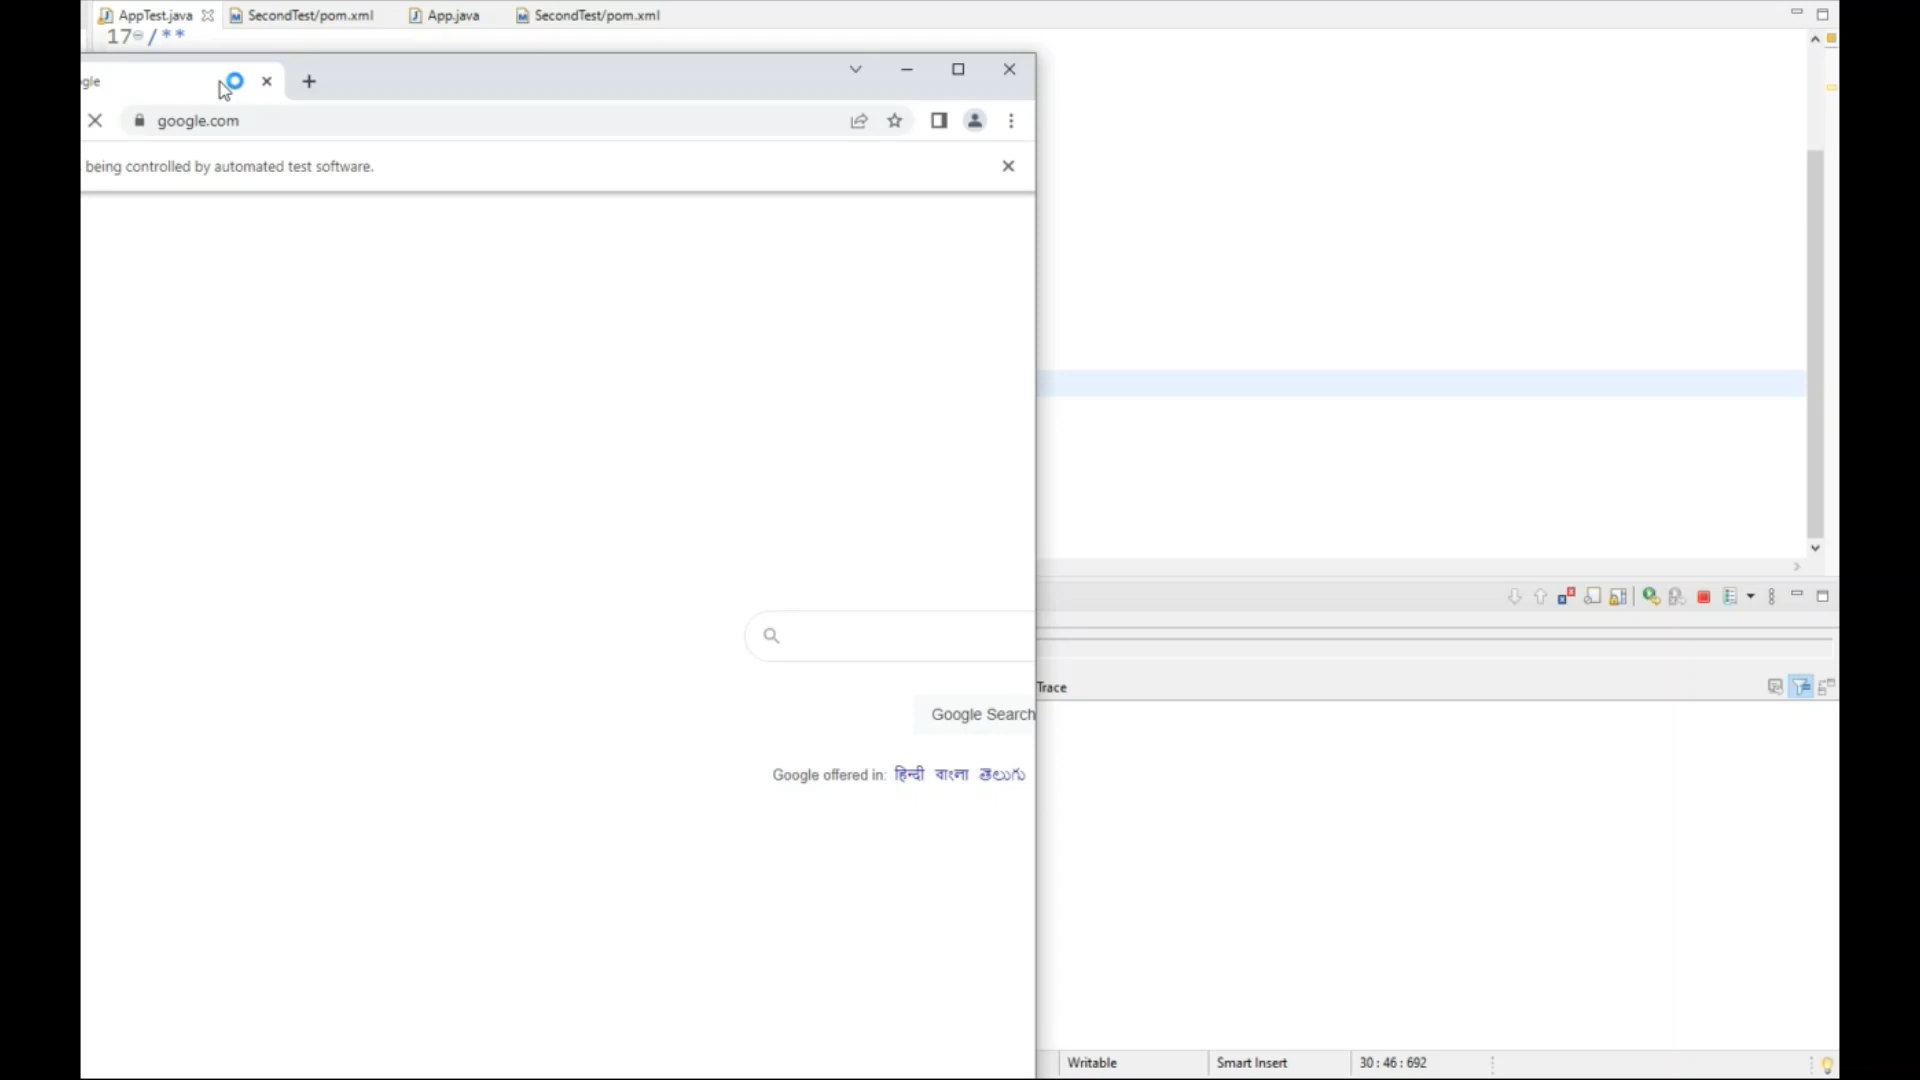 AppTest.java SecondTest/pom.xml App.java SecondTest/pom.xml
17 /**
gle
google.com
being controlled by automated test software.
Google Search
Trace
Google offered in: हिन्दी বাংলা తెలుగు
Writable Smart Insert 30 : 46 : 692